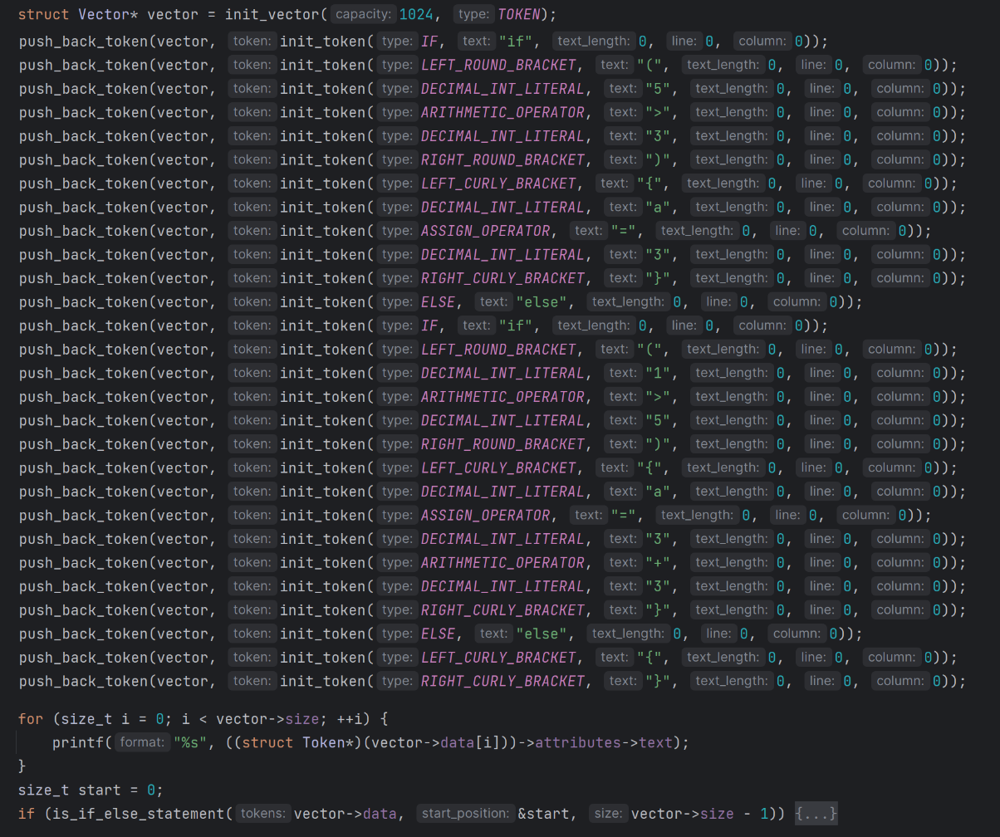 struct Vector* vector = init_vector( capacity: 1024, type: TOKEN);
push_back_token(vector, token: init_token( type: IF, text: "if", text_length: 0, line: 0, column: 0));
push_back_token(vector, token: init_token( type: LEFT_ROUND_BRACKET, text: "(", text_length: 0, line: 0, column: 0));
push_back_token(vector, token: init_token( type: DECIMAL_INT_LITERAL, text: "5", text_length: 0, line: 0, column: 0));
push_back_token(vector, token: init_token( type: ARITHMETIC_OPERATOR, text: ">", text_length: 0, line: 0, column: 0));
push_back_token(vector, token: init_token( type: DECIMAL_INT_LITERAL, text: "3", text_length: 0, line: 0, column: 0));
push_back_token(vector, token: init_token( type: RIGHT_ROUND_BRACKET, text: ")", text_length: 0, line: 0, column: 0));
push_back_token(vector, token: init_token( type: LEFT_CURLY_BRACKET, text: "{", text_length: 0, line: 0, column: 0));
push_back_token(vector, token: init_token( type: DECIMAL_INT_LITERAL, text: "a", text_length: 0, line: 0, column: 0));
push_back_token(vector, token: init_token( type: ASSIGN_OPERATOR, text: "=", text_length: 0, line: 0, column: 0));
push_back_token(vector, token: init_token( type: DECIMAL_INT_LITERAL, text: "3", text_length: 0, line: 0, column: 0));
push_back_token(vector, token: init_token( type: RIGHT_CURLY_BRACKET, text: "}", text_length: 0, line: 0, column: 0));
push_back_token(vector, token: init_token( type: ELSE, text: "else", text_length: 0, line: 0, column: 0));
push_back_token(vector, token: init_token( type: IF, text: "if", text_length: 0, line: 0, column: 0));
push_back_token(vector, token: init_token( type: LEFT_ROUND_BRACKET, text: "(", text_length: 0, line: 0, column: 0));
push_back_token(vector, token: init_token( type: DECIMAL_INT_LITERAL, text: "1", text_length: 0, line: 0, column: 0));
push_back_token(vector, token: init_token( type: ARITHMETIC_OPERATOR, text: ">", text_length: 0, line: 0, column: 0));
push_back_token(vector, token: init_token( type: DECIMAL_INT_LITERAL, text: "5", text_length: 0, line: 0, column: 0));
push_back_token(vector, token: init_token( type: RIGHT_ROUND_BRACKET, text: ")", text_length: 0, line: 0, column: 0));
push_back_token(vector, token: init_token( type: LEFT_CURLY_BRACKET, text: "{", text_length: 0, line: 0, column: 0));
push_back_token(vector, token: init_token( type: DECIMAL_INT_LITERAL, text: "a", text_length: 0, line: 0, column: 0));
push_back_token(vector, token: init_token( type: ASSIGN_OPERATOR, text: "=", text_length: 0, line: 0, column: 0));
push_back_token(vector, token: init_token( type: DECIMAL_INT_LITERAL, text: "3", text_length: 0, line: 0, column: 0));
push_back_token(vector, token: init_token( type: ARITHMETIC_OPERATOR, text: "+", text_length: 0, line: 0, column: 0));
push_back_token(vector, token: init_token( type: DECIMAL_INT_LITERAL, text: "3", text_length: 0, line: 0, column: 0));
push_back_token(vector, token: init_token( type: RIGHT_CURLY_BRACKET, text: "}", text_length: 0, line: 0, column: 0));
push_back_token(vector, token: init_token( type: ELSE, text: "else", text_length: 0, line: 0, column: 0));
push_back_token(vector, token: init_token( type: LEFT_CURLY_BRACKET, text: "{", text_length: 0, line: 0, column: 0));
push_back_token(vector, token: init_token( type: RIGHT_CURLY_BRACKET, text: "}", text_length: 0, line: 0, column: 0));
for (size_t i = 0; i < vector->size; ++i) {
printf( format: "%s", ((struct Token*)(vector->data[i]))->attributes->text);
}
size_t start = 0;
if (is_if_else_statement( tokens: vector->data, start_position: &start, size: vector->size - 1)) {...}